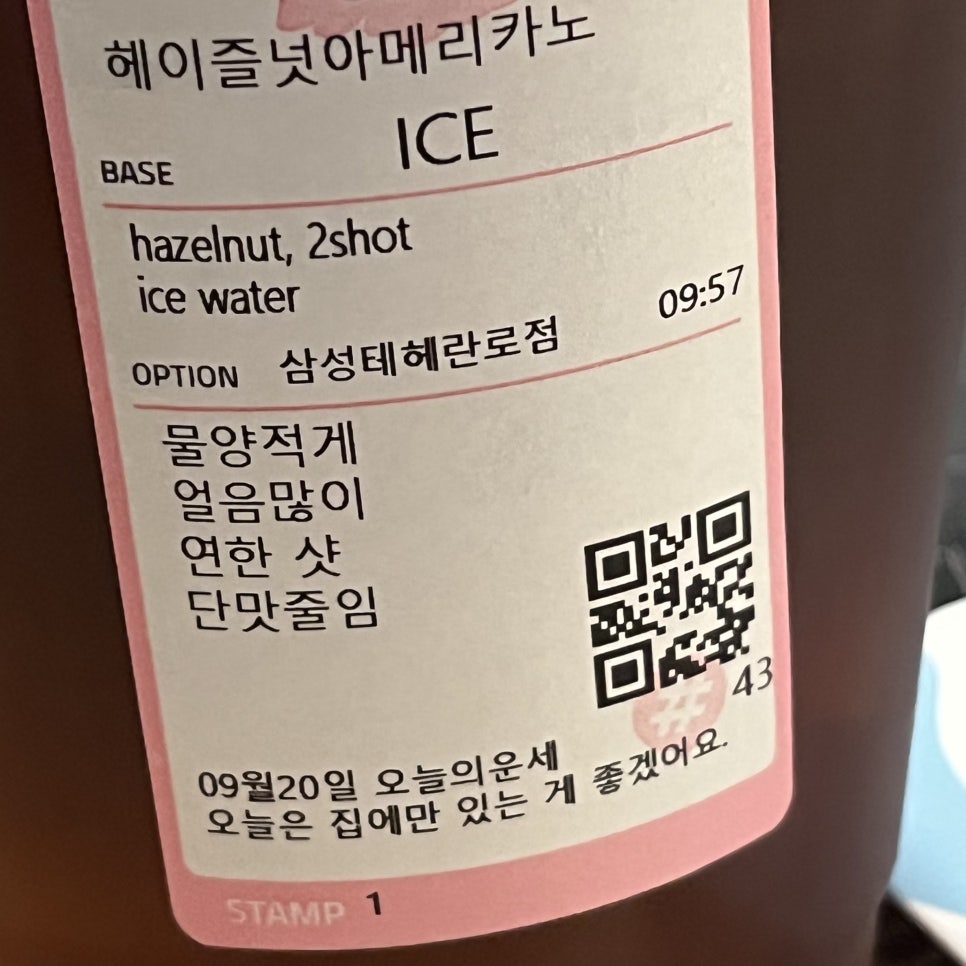 헤이즐넛아메리카노
ICE
BASE
hazelnut, 2shot
ice water
09:57
OPTION 삼성테헤란로점
물양적게
얼음많이
연한 샷
단맛줄임
# 43
09월20일 오늘의운세
오늘은 집에만 있는 게 좋겠어요.
STAMP 1